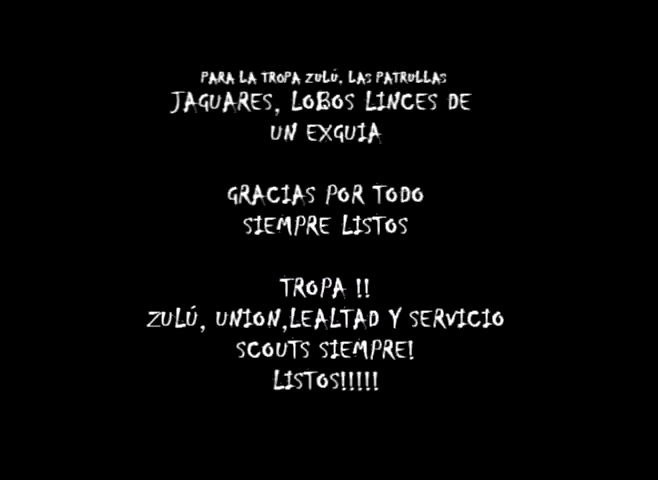 PARA LA TROPA ZULÚ, LAS PATRULLAS
JAGUARES, LOBOS LINCES DE
UN EXGUIA
GRACIAS POR TODO
SIEMPRE LISTOS
TROPA !!
ZULÚ, UNION,LEALTAD Y SERVICIO
SCOUTS SIEMPRE!
LISTOS!!!!!